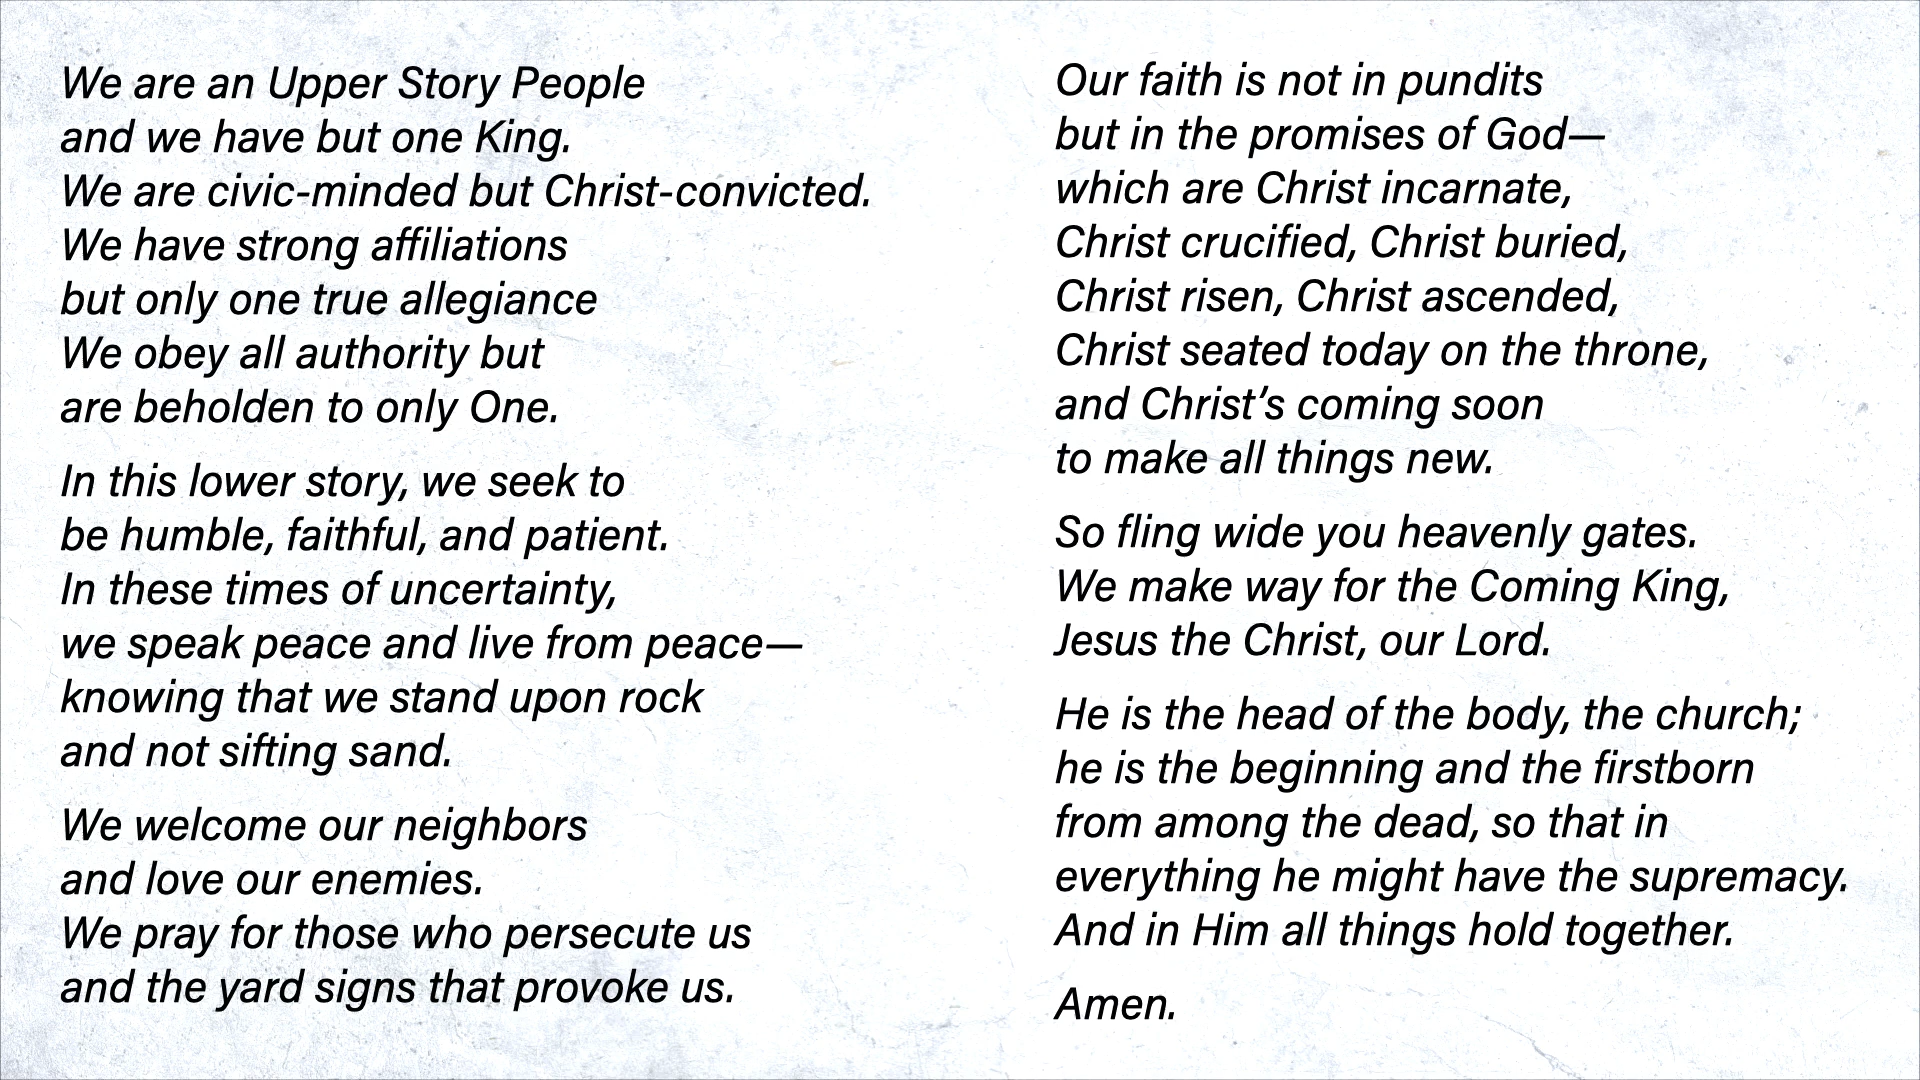 We are an Upper Story People
and we have but one King.
We are civic-minded but Christ-convicted.
We have strong affiliations
but only one true allegiance
We obey all authority but
are beholden to only One.
In this lower story, we seek to
be humble, faithful, and patient.
In these times of uncertainty,
we speak peace and live from peace—
knowing that we stand upon rock
and not sifting sand.
We welcome our neighbors
and love our enemies.
We pray for those who persecute us
and the yard signs that provoke us.
Our faith is not in pundits
but in the promises of God—
which are Christ incarnate,
Christ crucified, Christ buried,
Christ risen, Christ ascended,
Christ seated today on the throne,
and Christ’s coming soon
to make all things new.
So fling wide you heavenly gates.
We make way for the Coming King,
Jesus the Christ, our Lord.
He is the head of the body, the church;
he is the beginning and the firstborn
from among the dead, so that in
everything he might have the supremacy.
And in Him all things hold together.
Amen.